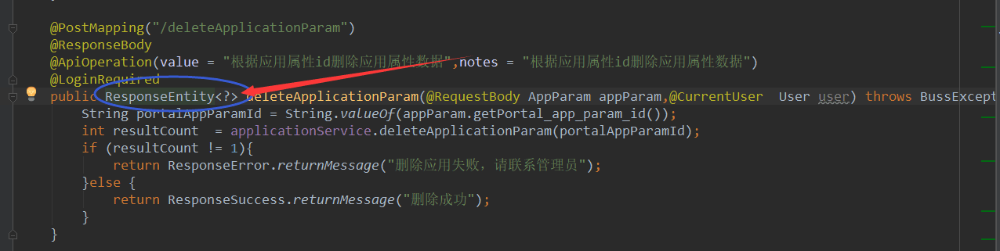 @PostMapping("/deleteApplicationParam")
@ResponseBody
@ApiOperation(value = "根据应用属性id删除应用属性数据",notes = "根据应用属性id删除应用属性数据")
@LoginRequired
public ResponseEntity<?> deleteApplicationParam(@RequestBody AppParam appParam,@CurrentUser  User user) throws BussExcept
String portalAppParamId = String.valueOf(appParam.getPortal_app_param_id());
int resultCount  = applicationService.deleteApplicationParam(portalAppParamId);
if (resultCount != 1){
return ResponseError.returnMessage("删除应用失败，请联系管理员");
}else {
return ResponseSuccess.returnMessage("删除成功");
}
}